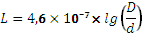 L = 4,6 × 10⁻⁷ × lg (D/d)